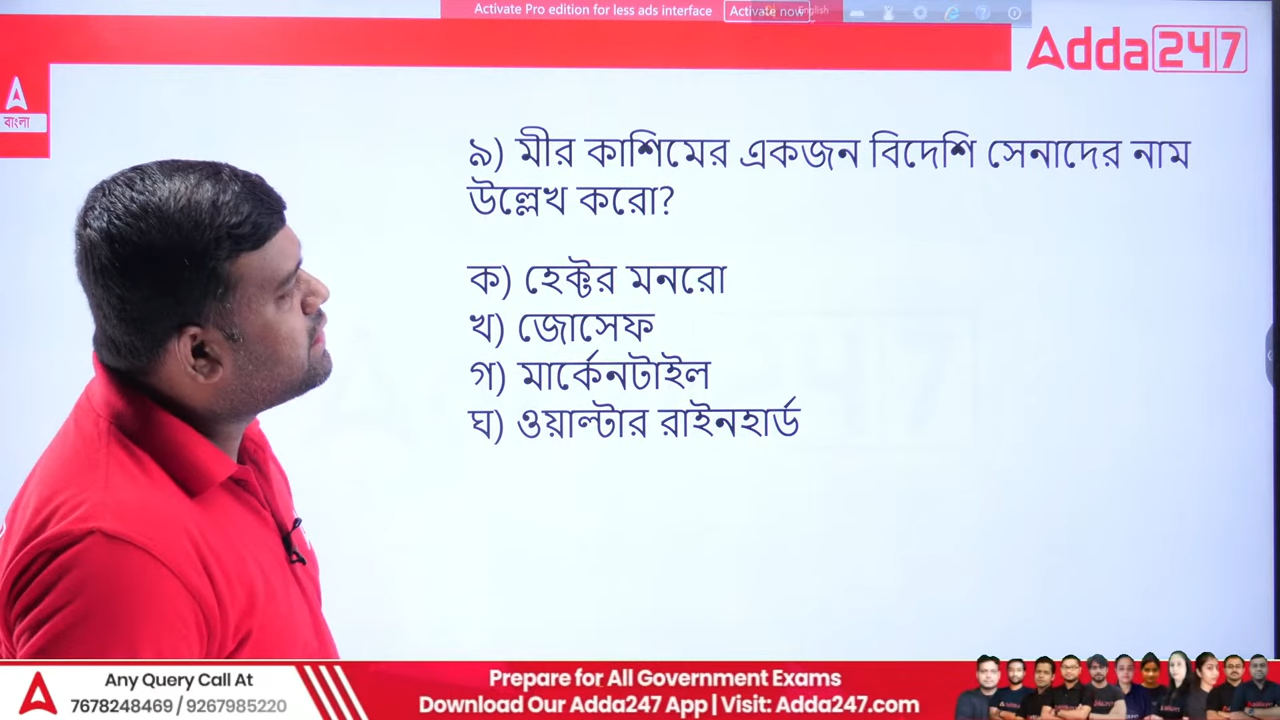 Activate Pro edition for less ads interface
Activate now
English
Adda247
বাংলা
৯) মীর কাশিমের একজন বিদেশি সেনাদের নাম
উল্লেখ করো?
ক) হেক্টর মনরো
খ) জোসেফ
গ) মার্কেনটাইল
ঘ) ওয়াল্টার রাইনহার্ড
Any Query Call At
7678248469 / 9267985220
Prepare for All Government Exams
Download Our Adda247 App | Visit: Adda247.com